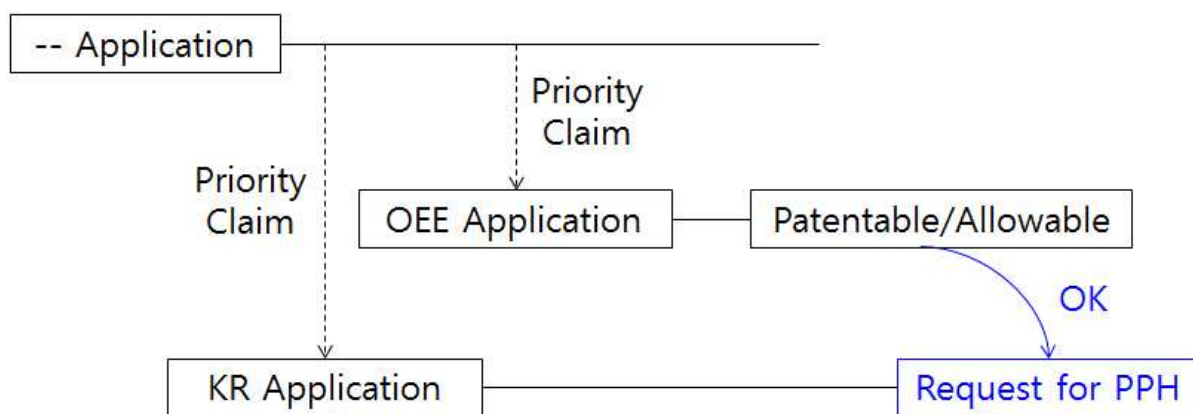 -- Application
Priority
Claim
Priority
Claim
OEE Application
Patentable/Allowable
OK
KR Application
Request for PPH